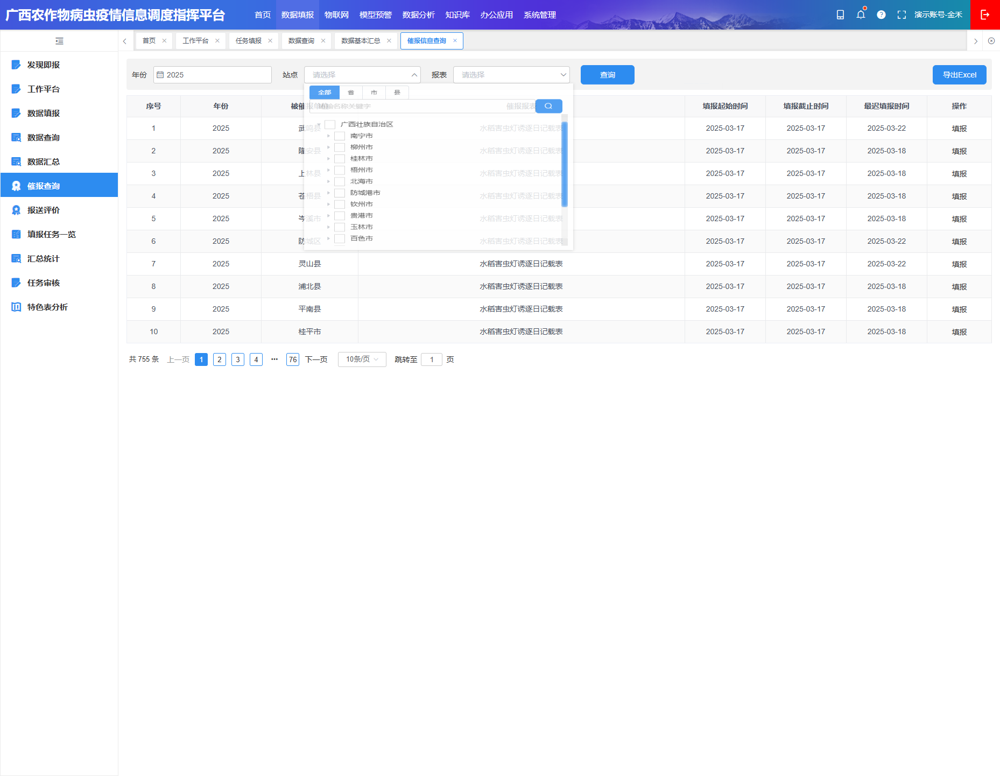 广西农作物病虫疫情信息调度指挥平台 首页 数据填报 物联网 模型预警 数据分析 知识库 办公应用 系统管理 演示账号-金禾
首页 工作平台 任务填报 数据查询 数据基本汇总 催报信息查询
发现即报
工作平台
数据填报
数据查询
数据汇总
催报查询
报送评价
填报任务一览
汇总统计
任务审核
特色表分析
年份 2025 站点 请选择 报表 请选择 查询 导出Excel
全部 省 市 县
广西壮族自治区
南宁市
柳州市
桂林市
梧州市
北海市
防城港市
钦州市
贵港市
玉林市
百色市
序号 年份 被催报单位 催报报表 填报起始时间 填报截止时间 最迟填报时间 操作
1 2025 武鸣县 水稻害虫灯诱逐日记载表 2025-03-17 2025-03-17 2025-03-22 填报
2 2025 隆安县 水稻害虫灯诱逐日记载表 2025-03-17 2025-03-17 2025-03-18 填报
3 2025 上林县 水稻害虫灯诱逐日记载表 2025-03-17 2025-03-17 2025-03-18 填报
4 2025 苍梧县 水稻害虫灯诱逐日记载表 2025-03-17 2025-03-17 2025-03-18 填报
5 2025 岑溪市 水稻害虫灯诱逐日记载表 2025-03-17 2025-03-17 2025-03-18 填报
6 2025 防城区 水稻害虫灯诱逐日记载表 2025-03-17 2025-03-17 2025-03-22 填报
7 2025 灵山县 水稻害虫灯诱逐日记载表 2025-03-17 2025-03-17 2025-03-22 填报
8 2025 浦北县 水稻害虫灯诱逐日记载表 2025-03-17 2025-03-17 2025-03-18 填报
9 2025 平南县 水稻害虫灯诱逐日记载表 2025-03-17 2025-03-17 2025-03-18 填报
10 2025 桂平市 水稻害虫灯诱逐日记载表 2025-03-17 2025-03-17 2025-03-18 填报
共 755 条 上一页 1 2 3 4 ••• 76 下一页 10条/页 跳转至 1 页